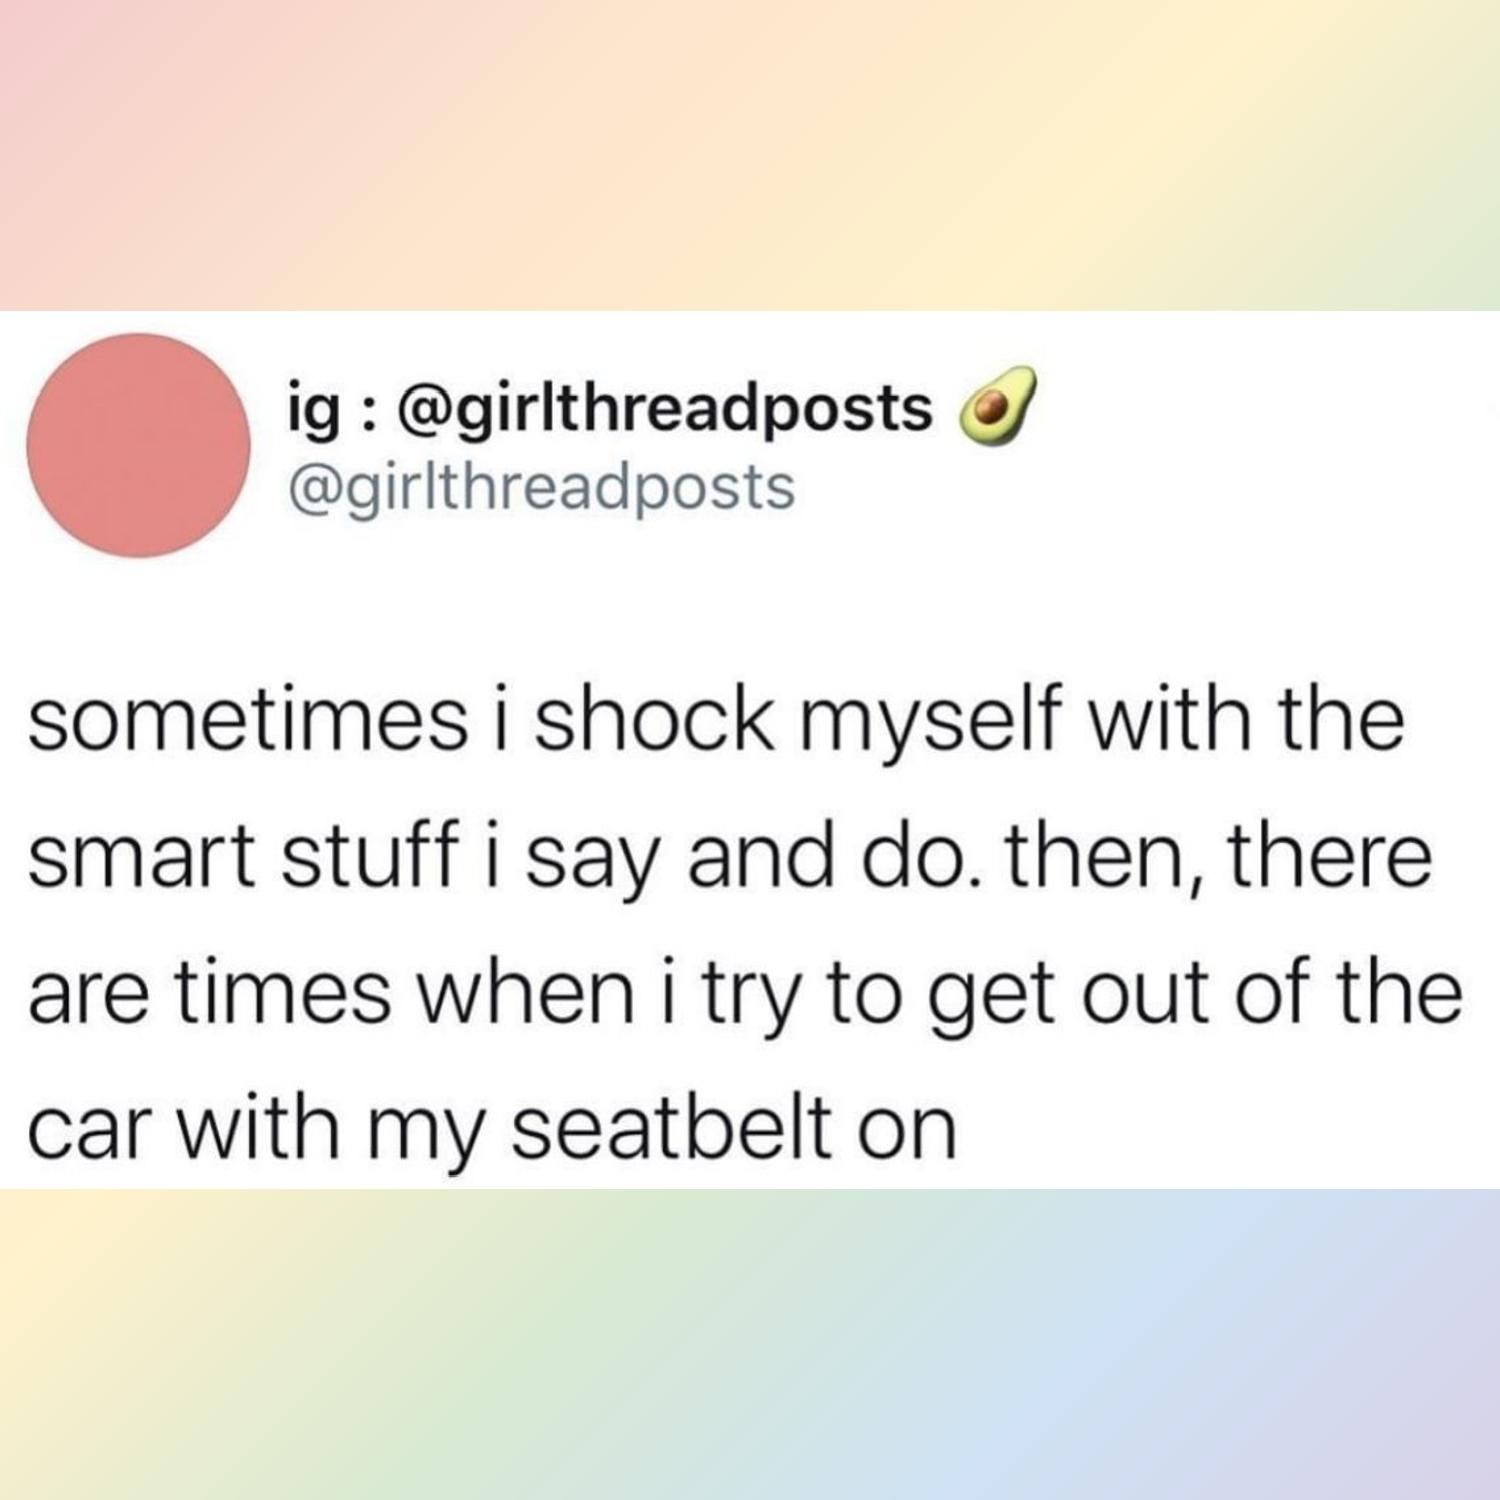 ig : @girlthreadposts 🥑
@girlthreadposts
sometimes i shock myself with the
smart stuff i say and do. then, there
are times when i try to get out of the
car with my seatbelt on